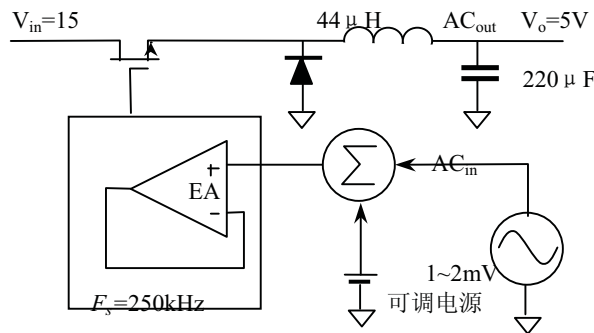 V_in=15
44μH
AC_out
V_o=5V
220μF
+
EA
-
Σ
AC_in
1~2mV
F_s=250kHz
可调电源